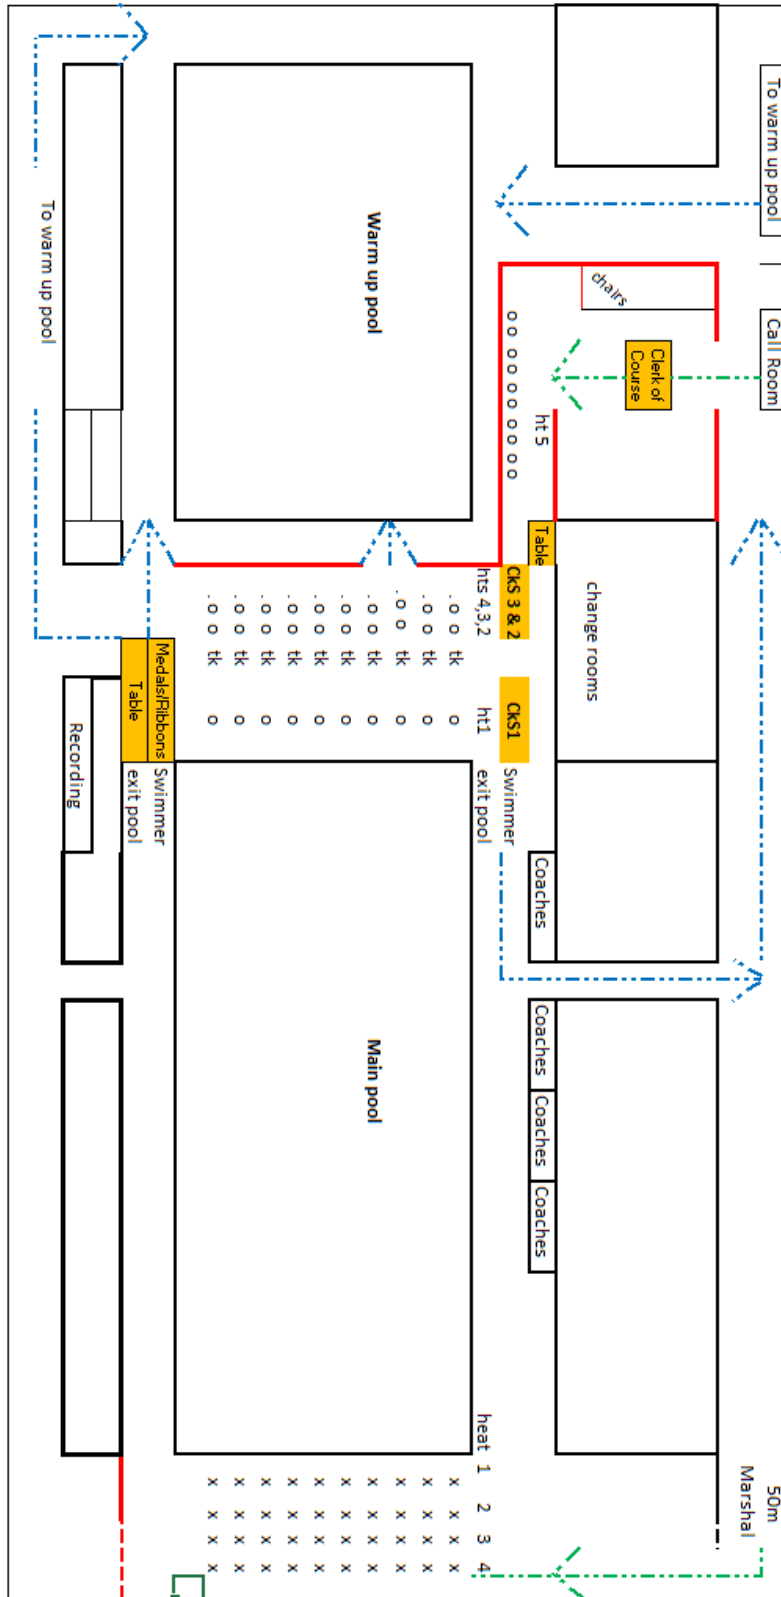 To warm up pool
Call Room
50m
Marshal
Clerk of
Course
chairs
change rooms
ht 5
Table
Coaches
Coaches
Coaches
Coaches
o o o o o o o o o o
CkS 3 & 2
CkS1
Swimmer
exit pool
hts 4,3,2
ht1
heat 1 2 3 4
. o o tk o x x x x
. o o tk o x x x x
. o o tk o x x x x
. o o tk o x x x x
. o o tk o x x x x
. o o tk o x x x x
. o o tk o x x x x
. o o tk o x x x x
. o o tk o x x x x
. o o tk o x x x x
Warm up pool
Main pool
Medals/Ribbons
Table
Swimmer
exit pool
Recording
To warm up pool